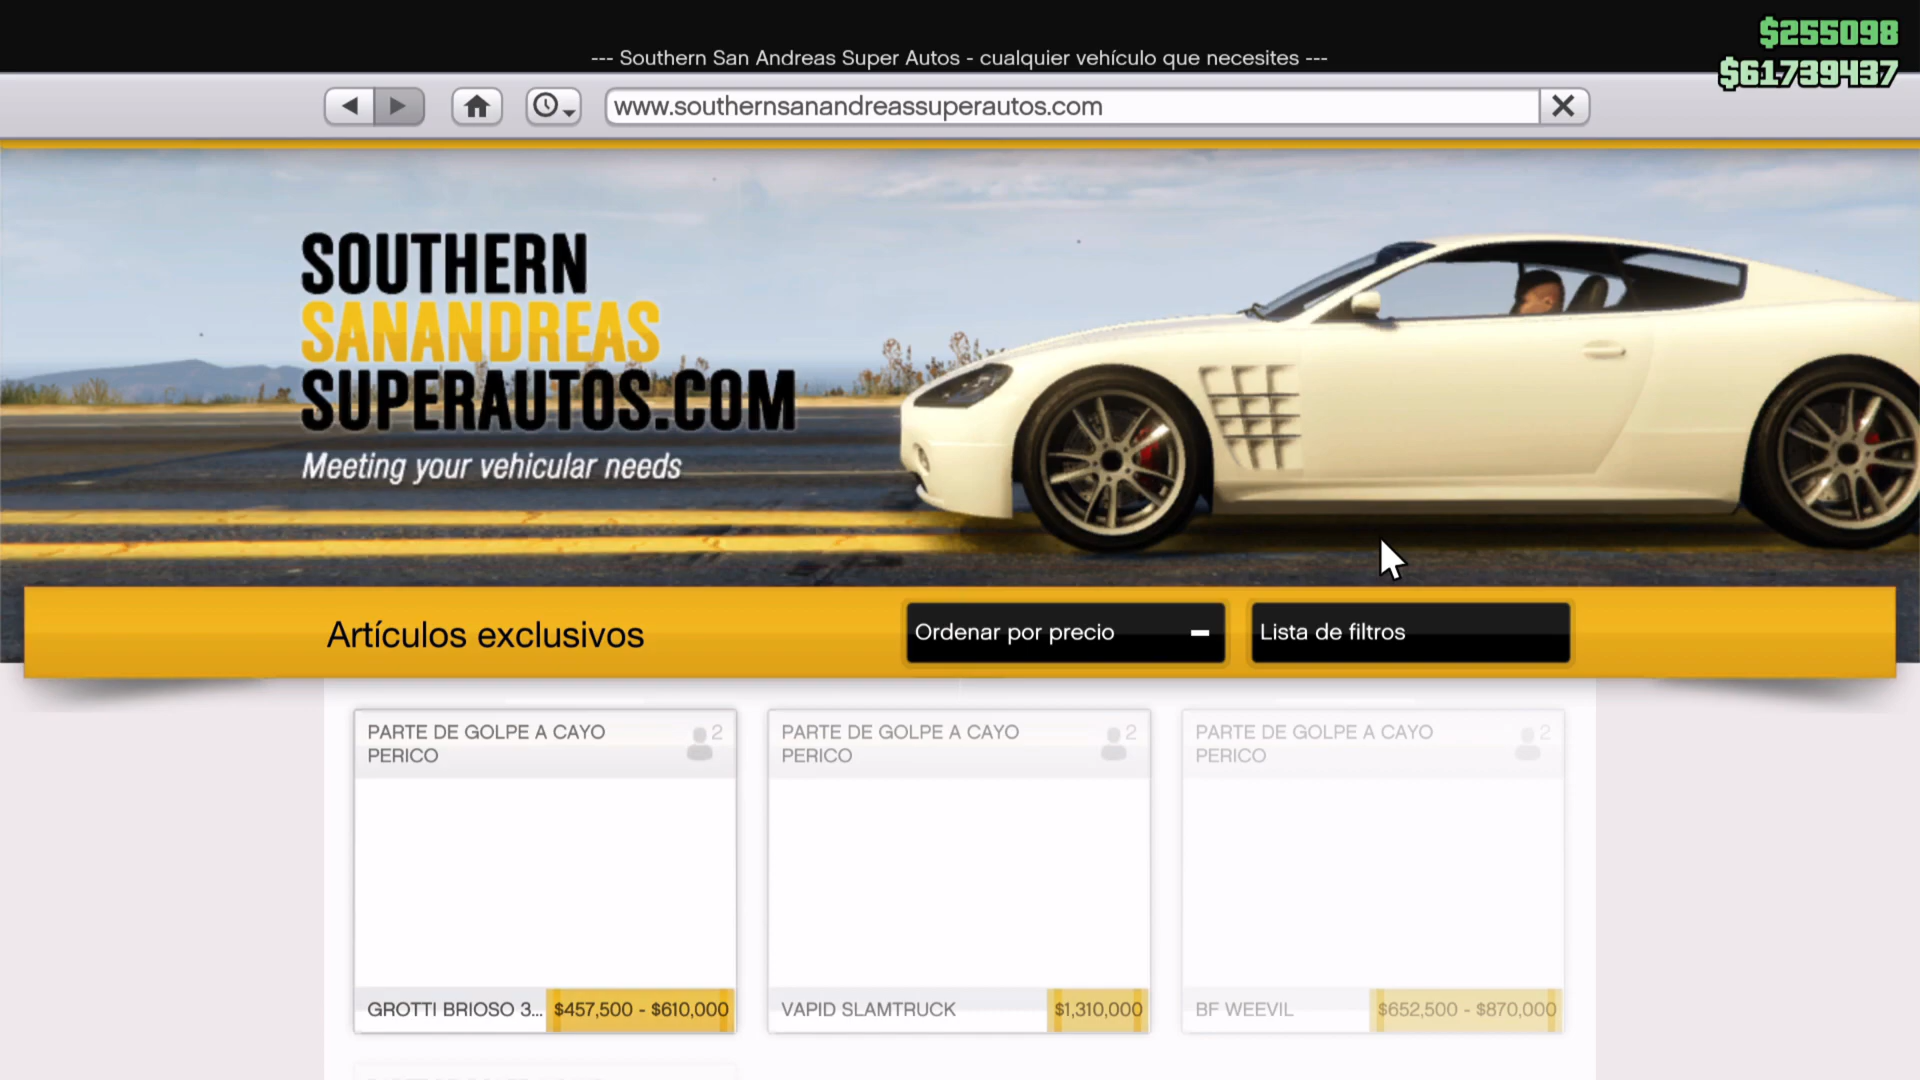 $255098
--- Southern San Andreas Super Autos - cualquier vehículo que necesites ---
$61739437
www.southernsanandreassuperautos.com
SOUTHERN
SANANDREAS
SUPERAUTOS.COM
Meeting your vehicular needs
Artículos exclusivos
Ordenar por precio
Lista de filtros
PARTE DE GOLPE A CAYO
PERICO
2
PARTE DE GOLPE A CAYO
PERICO
2
PARTE DE GOLPE A CAYO
PERICO
2
GROTTI BRIOSO 3...
$457,500 - $610,000
VAPID SLAMTRUCK
$1,310,000
BF WEEVIL
$652,500 - $870,000